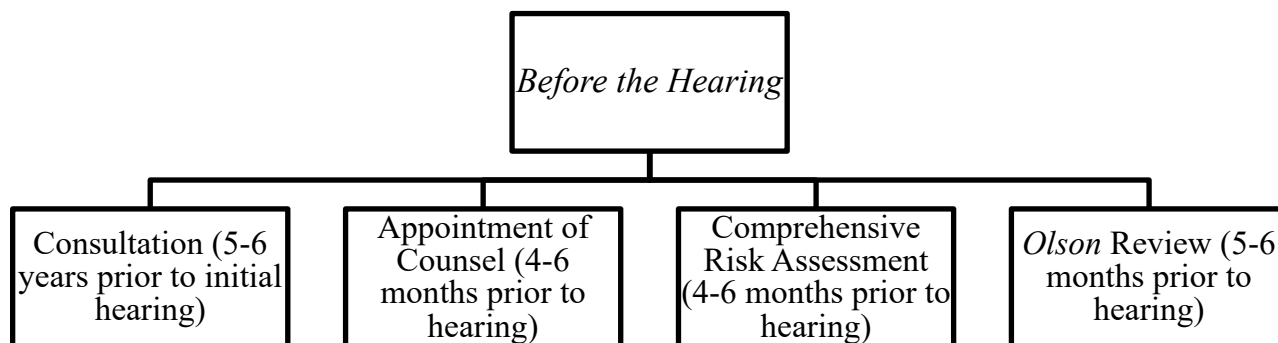 Before the Hearing
Consultation (5-6
years prior to initial
hearing)
Appointment of
Counsel (4-6
months prior to
hearing)
Comprehensive
Risk Assessment
(4-6 months prior to
hearing)
Olson Review (5-6
months prior to
hearing)